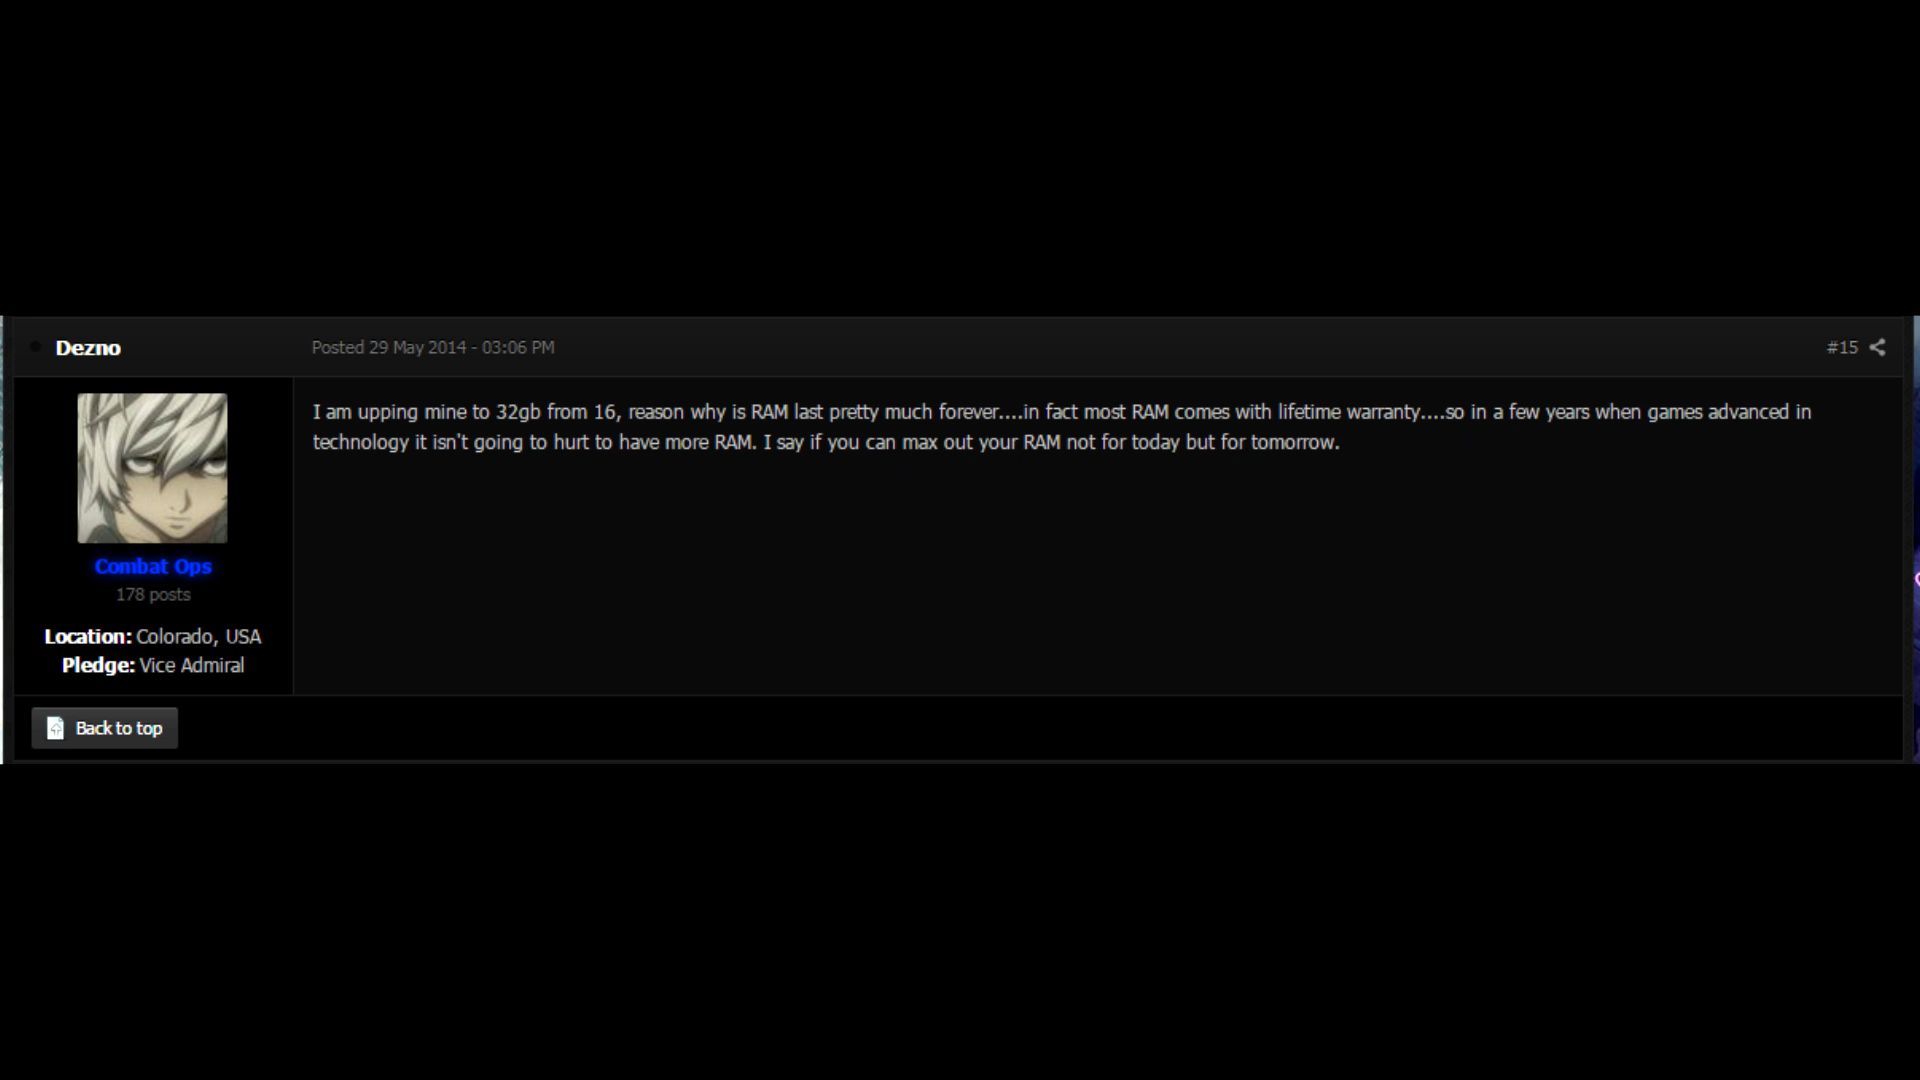 Dezno
Posted 29 May 2014 - 03:06 PM
#15
I am upping mine to 32gb from 16, reason why is RAM last pretty much forever....in fact most RAM comes with lifetime warranty....so in a few years when games advanced in
technology it isn't going to hurt to have more RAM. I say if you can max out your RAM not for today but for tomorrow.
Combat Ops
178 posts
Location: Colorado, USA
Pledge: Vice Admiral
Back to top